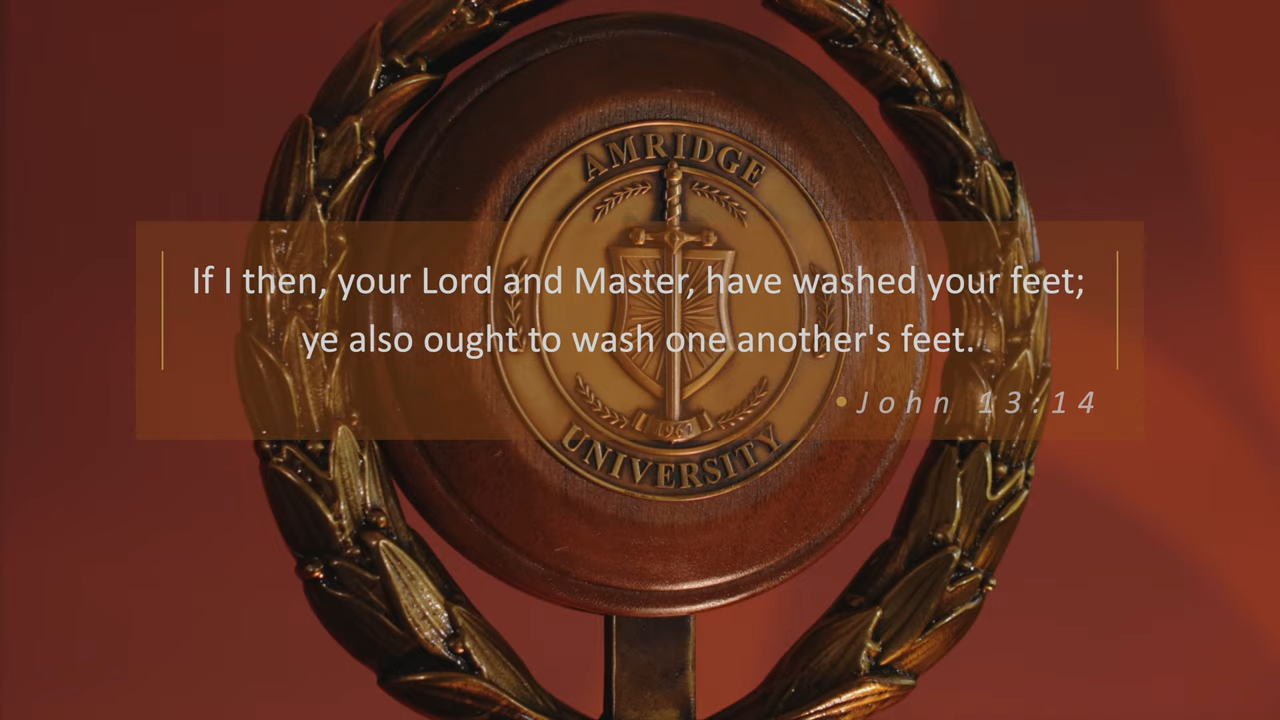 AMRIDGE
If I then, your Lord and Master, have washed your feet;
ye also ought to wash one another's feet.
• John 13:14
1967
UNIVERSITY